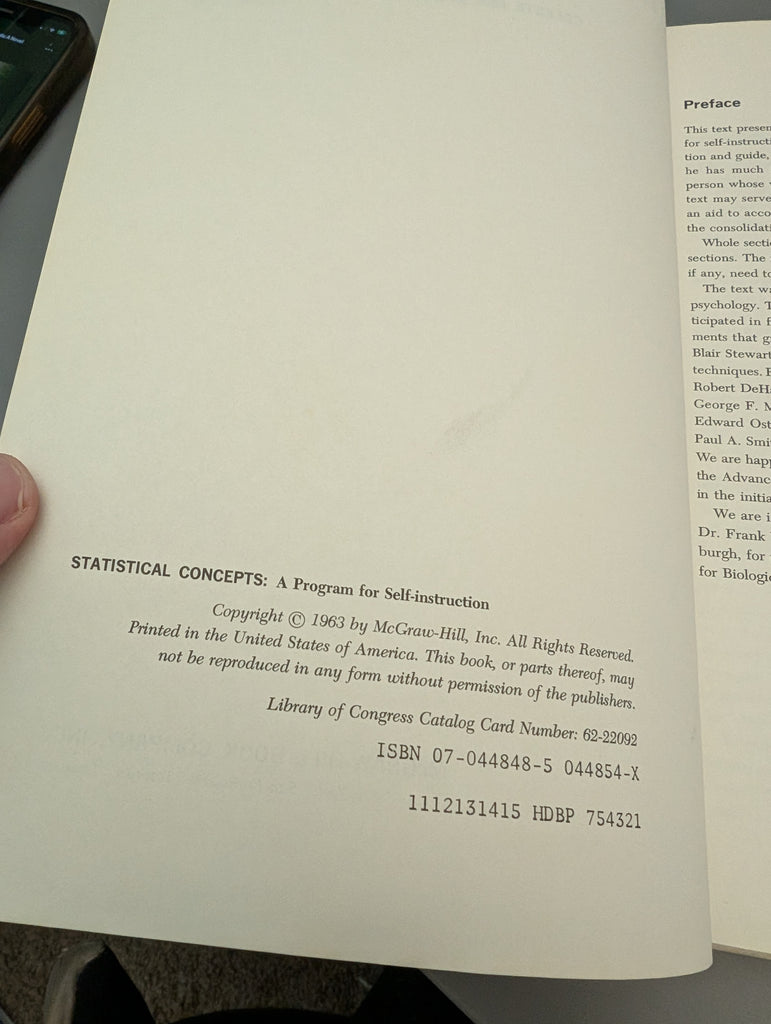 STATISTICAL CONCEPTS: A Program for Self-instruction
Copyright © 1963 by McGraw-Hill, Inc. All Rights Reserved.
Printed in the United States of America. This book, or parts thereof, may
not be reproduced in any form without permission of the publishers.
Library of Congress Catalog Card Number: 62-22092
ISBN 07-044848-5 044854-X
1112131415 HDBP 754321
Preface
This text presen
for self-instruct
tion and guide,
he has much
person whose
text may serve
an aid to acco
the consolidat
Whole secti
sections. The
if any, need to
The text wa
psychology. T
ticipated in f
ments that g
Blair Stewart
techniques.
Robert DeH
George F. M
Edward Ost
Paul A. Smi
We are happ
the Advanc
in the initia
We are i
Dr. Frank
burgh, for
for Biologic